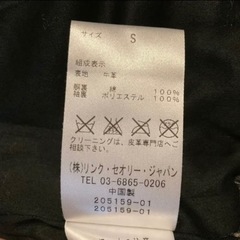 サイズ S
組成表示
表地 牛革
胴裏 綿 100%
袖裏 ポリエステル 100%
クリーニングは、皮革専門店へご
相談下さい。
(株)リンク・セオリー・ジャパン
TEL 03-6865-0206
中国製
205159-01
205159-01